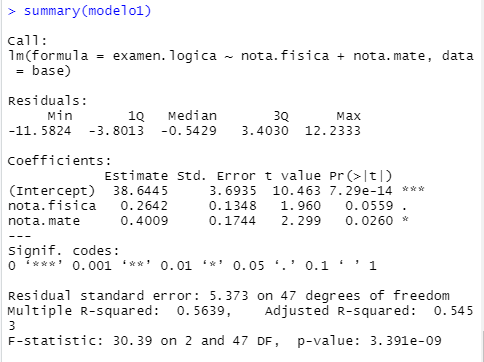 > summary(modelo1)
Call:
lm(formula = examen.logica ~ nota.fisica + nota.mate, data
 = base)
Residuals:
     Min       1Q   Median       3Q      Max
-11.5824  -3.8013  -0.5429   3.4030  12.2333
Coefficients:
            Estimate Std. Error t value Pr(>|t|)
(Intercept)  38.6445     3.6935  10.463 7.29e-14 ***
nota.fisica   0.2642     0.1348   1.960   0.0559 .
nota.mate     0.4009     0.1744   2.299   0.0260 *
---
Signif. codes:
0 ‘***’ 0.001 ‘**’ 0.01 ‘*’ 0.05 ‘.’ 0.1 ‘ ’ 1
Residual standard error: 5.373 on 47 degrees of freedom
Multiple R-squared:  0.5639,    Adjusted R-squared:  0.545
3
F-statistic: 30.39 on 2 and 47 DF,  p-value: 3.391e-09